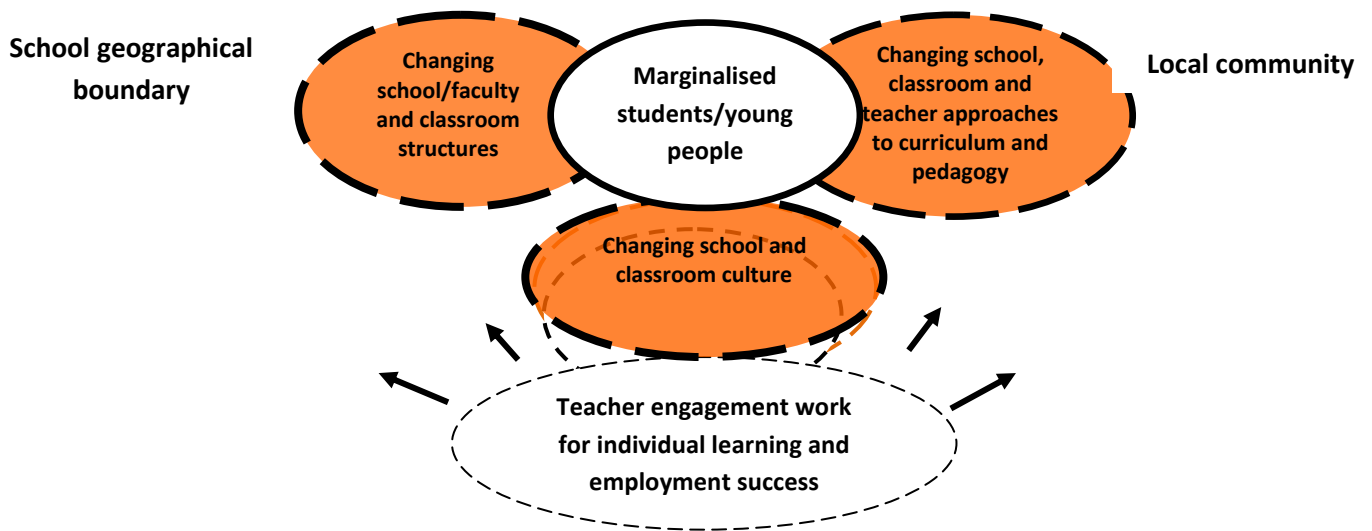 School geographical
boundary
Changing
school/faculty
and classroom
structures
Marginalised
students/young
people
Changing school,
classroom and
teacher approaches
to curriculum and
pedagogy
Local community
Changing school and
classroom culture
Teacher engagement work
for individual learning and
employment success